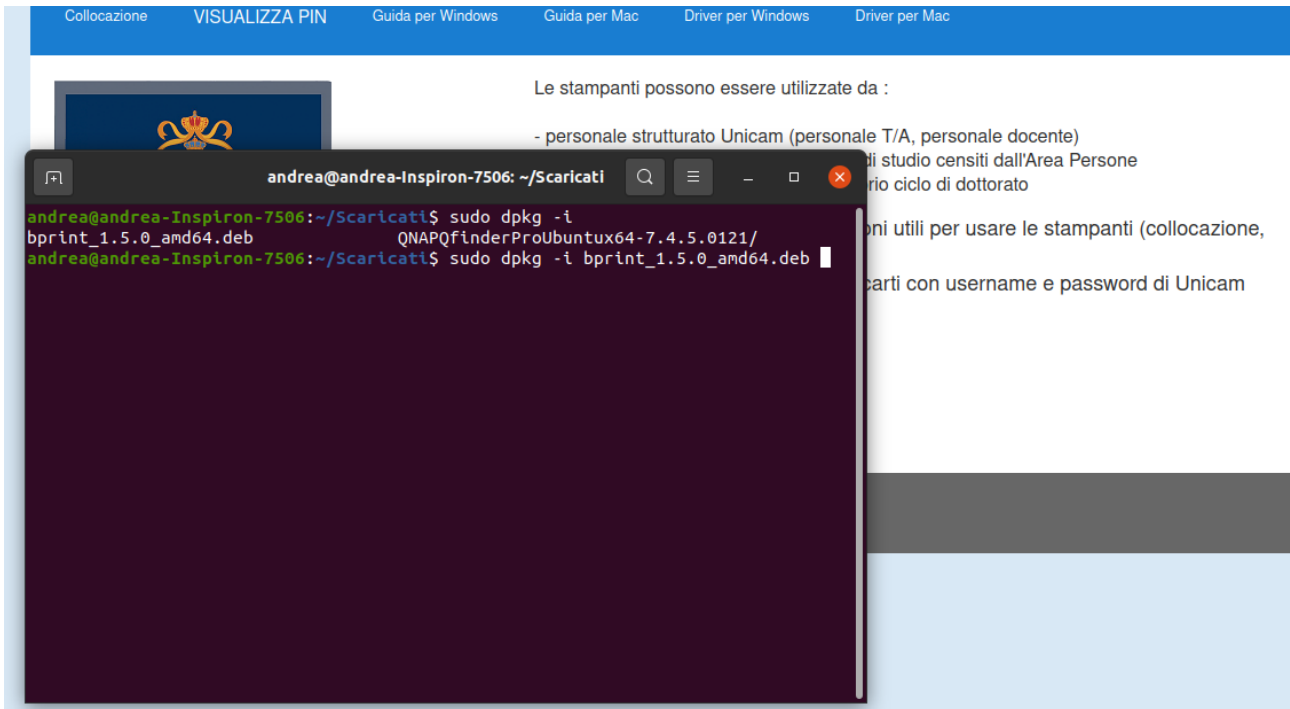 Collocazione VISUALIZZA PIN Guida per Windows Guida per Mac Driver per Windows Driver per Mac
Le stampanti possono essere utilizzate da :
- personale strutturato Unicam (personale T/A, personale docente)
di studio censiti dall'Area Persone
rio ciclo di dottorato
oni utili per usare le stampanti (collocazione,
carti con username e password di Unicam
andrea@andrea-Inspiron-7506: ~/Scaricati
andrea@andrea-Inspiron-7506:~/Scaricati$ sudo dpkg -i
bprint_1.5.0_amd64.deb QNAPQfinderProUbuntux64-7.4.5.0121/
andrea@andrea-Inspiron-7506:~/Scaricati$ sudo dpkg -i bprint_1.5.0_amd64.deb